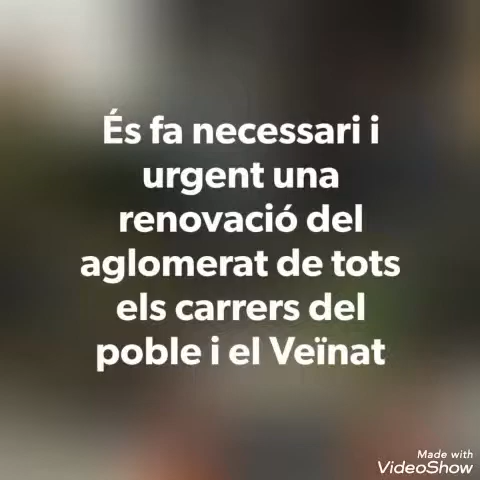 És fa necessari i
urgent una
renovació del
aglomerat de tots
els carrers del
poble i el Veïnat
Made with
VideoShow